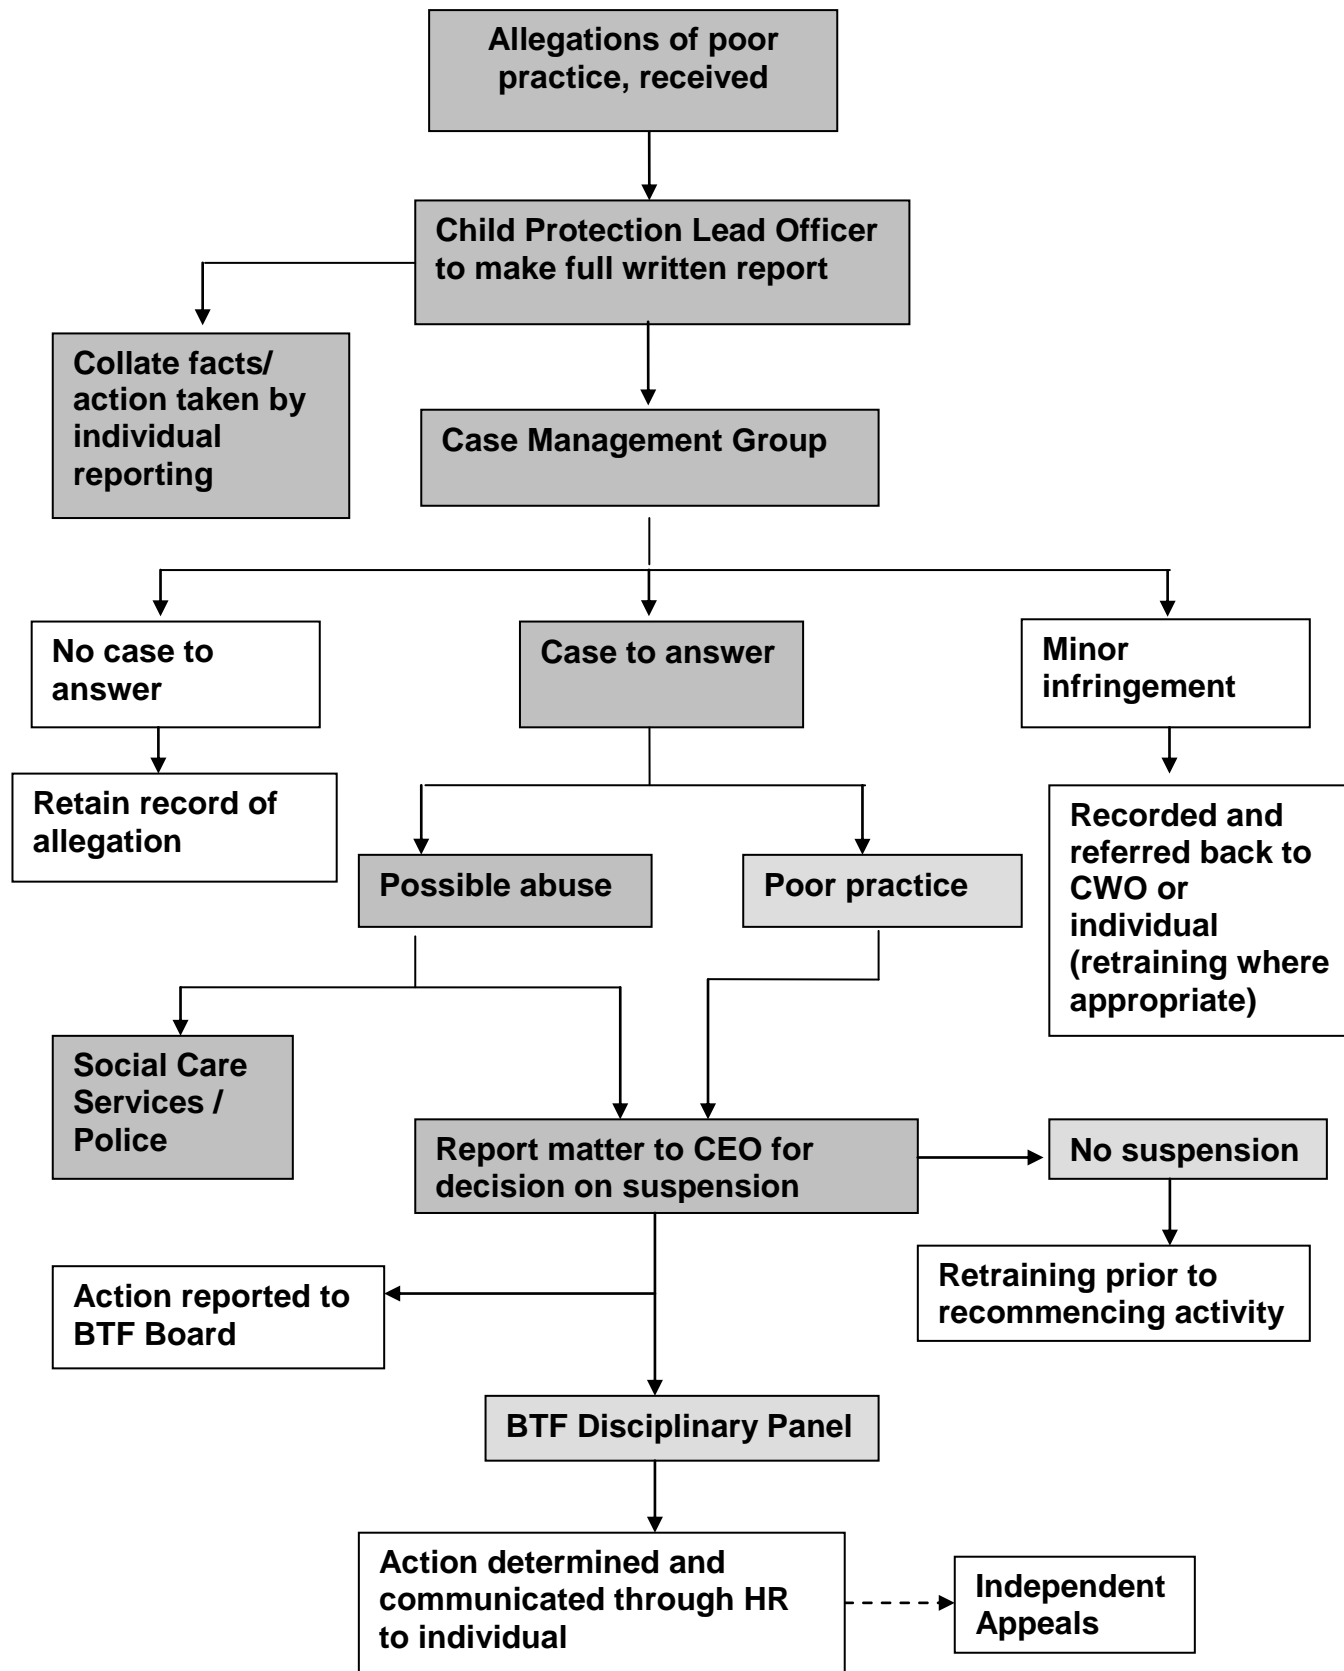 Allegations of poor
practice, received
Child Protection Lead Officer
to make full written report
Collate facts/
action taken by
individual
reporting
Case Management Group
No case to
answer
Case to answer
Minor
infringement
Retain record of
allegation
Possible abuse
Poor practice
Recorded and
referred back to
CWO or
individual
(retraining where
appropriate)
Social Care
Services /
Police
Report matter to CEO for
decision on suspension
No suspension
Retraining prior to
recommencing activity
Action reported to
BTF Board
BTF Disciplinary Panel
Action determined and
communicated through HR
to individual
Independent
Appeals